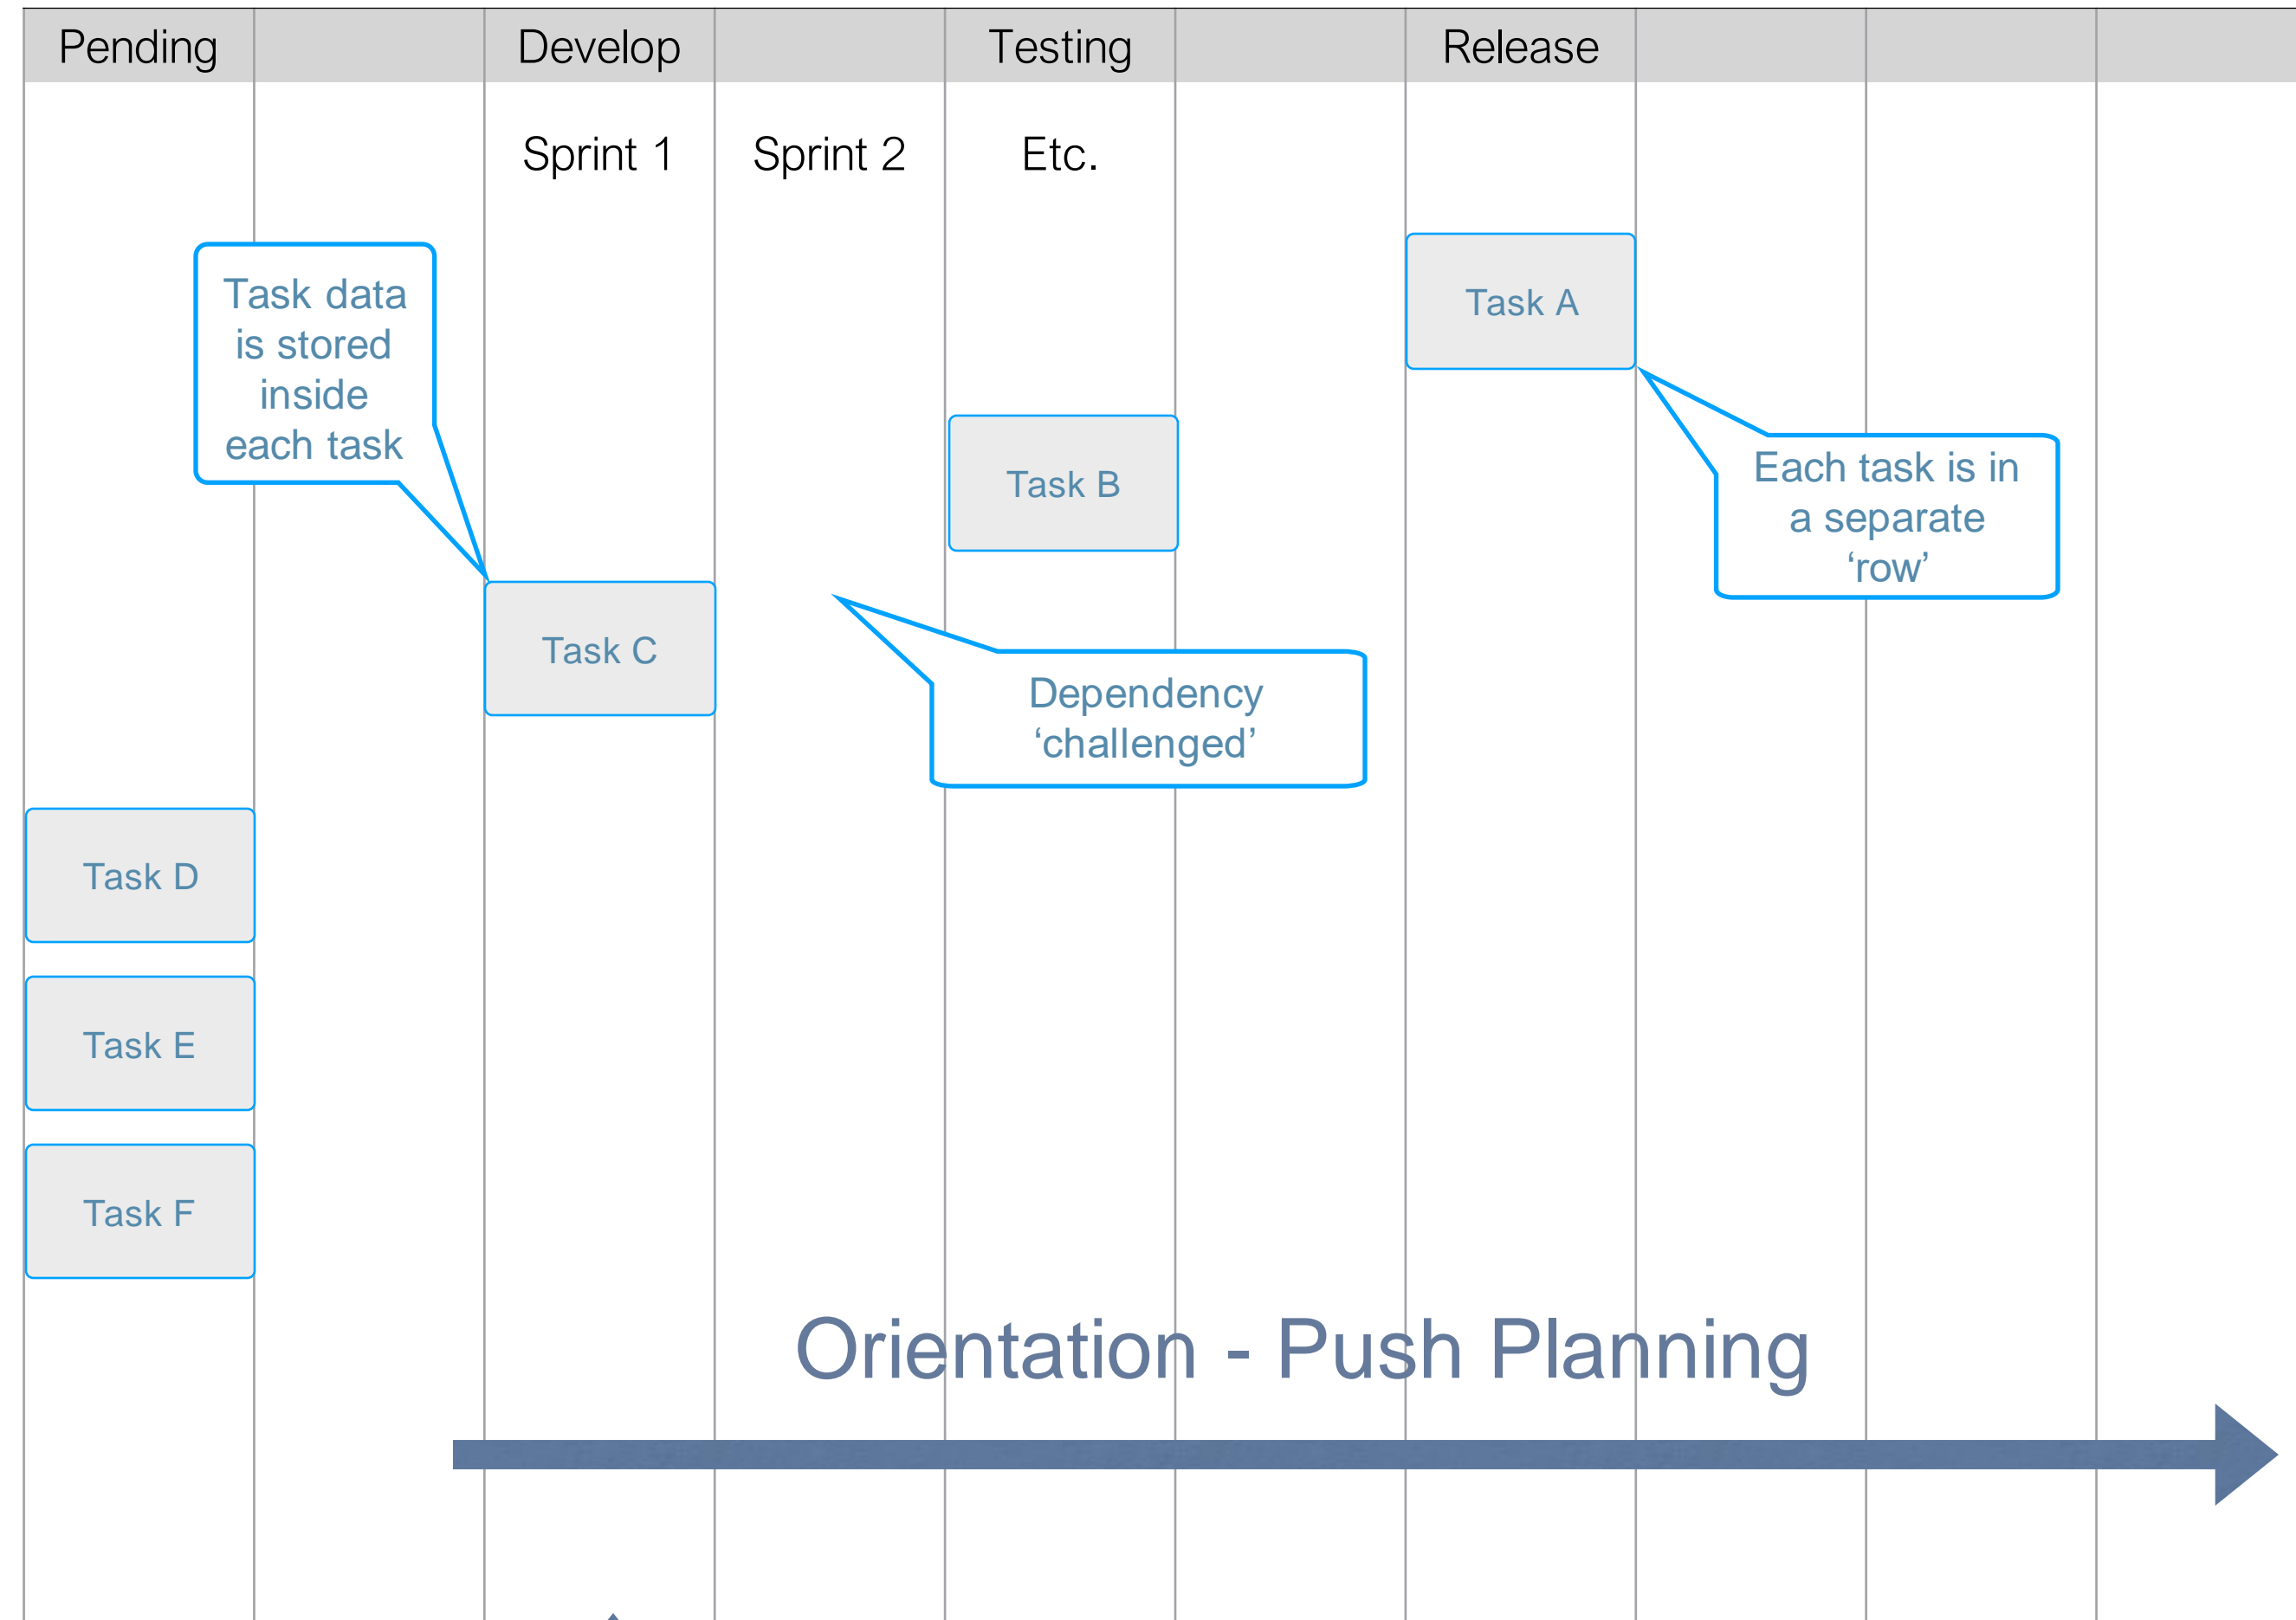 Pending Develop Testing Release
Sprint 1 Sprint 2 Etc.
Task data
is stored
inside
each task
Task A
Each task is in
a separate
‘row’
Task B
Task C
Dependency
‘challenged’
Task D
Task E
Task F
Orientation - Push Planning